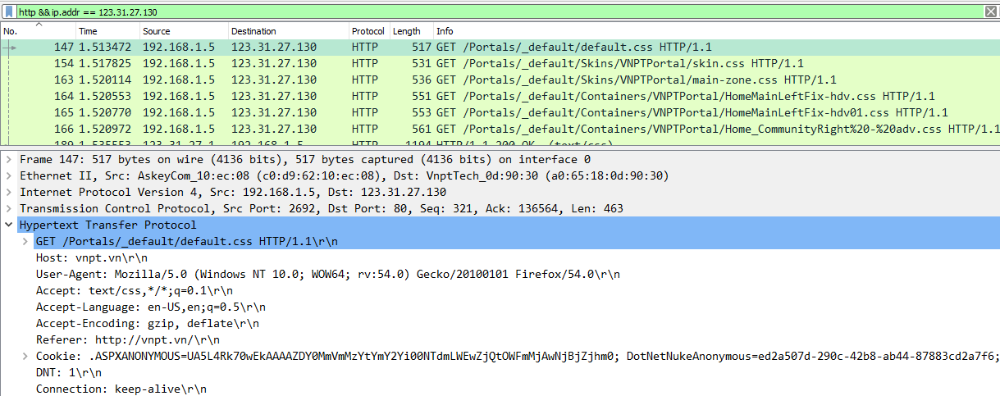 http && ip.addr == 123.31.27.130
No. Time Source Destination Protocol Length Info
147 1.513472 192.168.1.5 123.31.27.130 HTTP 517 GET /Portals/_default/default.css HTTP/1.1
154 1.517825 192.168.1.5 123.31.27.130 HTTP 531 GET /Portals/_default/Skins/VNPTPortal/skin.css HTTP/1.1
163 1.520114 192.168.1.5 123.31.27.130 HTTP 536 GET /Portals/_default/Skins/VNPTPortal/main-zone.css HTTP/1.1
164 1.520553 192.168.1.5 123.31.27.130 HTTP 551 GET /Portals/_default/Containers/VNPTPortal/HomeMainLeftFix-hdv.css HTTP/1.1
165 1.520770 192.168.1.5 123.31.27.130 HTTP 553 GET /Portals/_default/Containers/VNPTPortal/HomeMainLeftFix-hdv01.css HTTP/1.1
166 1.520972 192.168.1.5 123.31.27.130 HTTP 561 GET /Portals/_default/Containers/VNPTPortal/Home_CommunityRight%20-%20adv.css HTTP/1.1
HTTP/1.1 200 OK (text/css)
Frame 147: 517 bytes on wire (4136 bits), 517 bytes captured (4136 bits) on interface 0
Ethernet II, Src: AskeyCom_10:ec:08 (c0:d9:62:10:ec:08), Dst: VnptTech_0d:90:30 (a0:65:18:0d:90:30)
Internet Protocol Version 4, Src: 192.168.1.5, Dst: 123.31.27.130
Transmission Control Protocol, Src Port: 2692, Dst Port: 80, Seq: 321, Ack: 136564, Len: 463
Hypertext Transfer Protocol
GET /Portals/_default/default.css HTTP/1.1\r\n
Host: vnpt.vn\r\n
User-Agent: Mozilla/5.0 (Windows NT 10.0; WOW64; rv:54.0) Gecko/20100101 Firefox/54.0\r\n
Accept: text/css,*/*;q=0.1\r\n
Accept-Language: en-US,en;q=0.5\r\n
Accept-Encoding: gzip, deflate\r\n
Referer: http://vnpt.vn/\r\n
Cookie: .ASPXANONYMOUS=UA5L4Rk70wEkAAAAZDY0MmVmMzYtYmY2Yi00NTdmLWEwZjQtOWFmMjAwNjBjZjhm0; DotNetNukeAnonymous=ed2a507d-290c-42b8-ab44-87883cd2a7f6;
DNT: 1\r\n
Connection: keep-alive\r\n